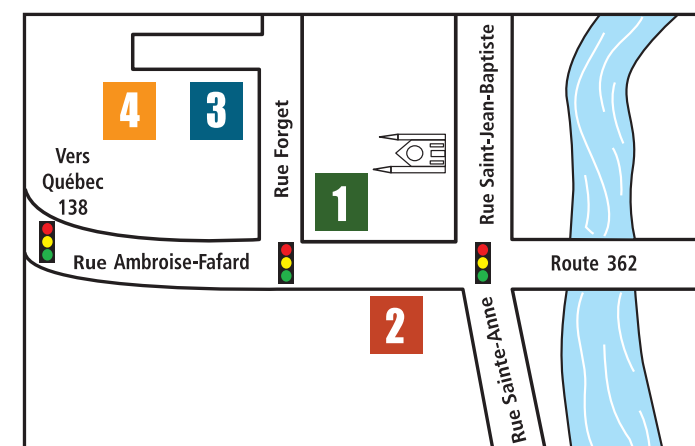 4
3
Rue Forget
Rue Saint-Jean-Baptiste
Vers
Québec
138
1
Rue Ambroise-Fafard
Route 362
2
Rue Sainte-Anne